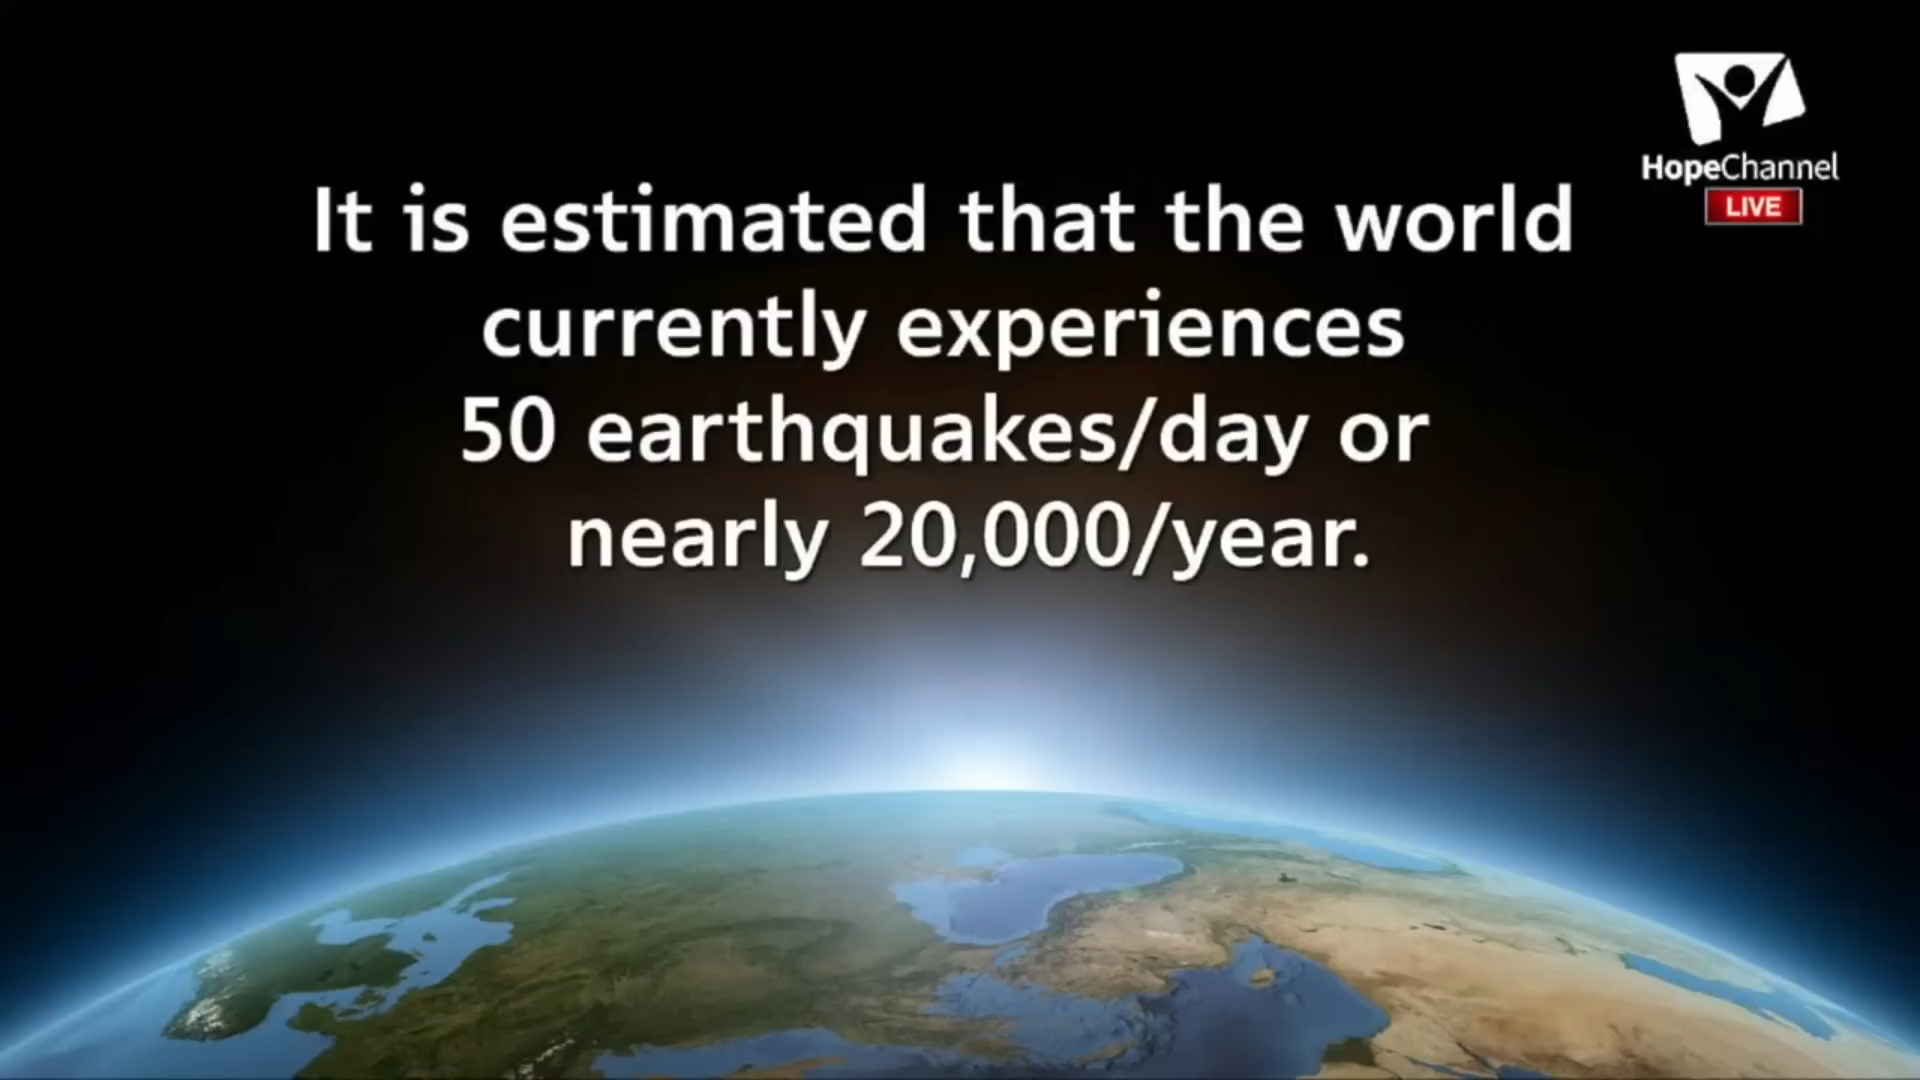 HopeChannel
LIVE
It is estimated that the world
currently experiences
50 earthquakes/day or
nearly 20,000/year.